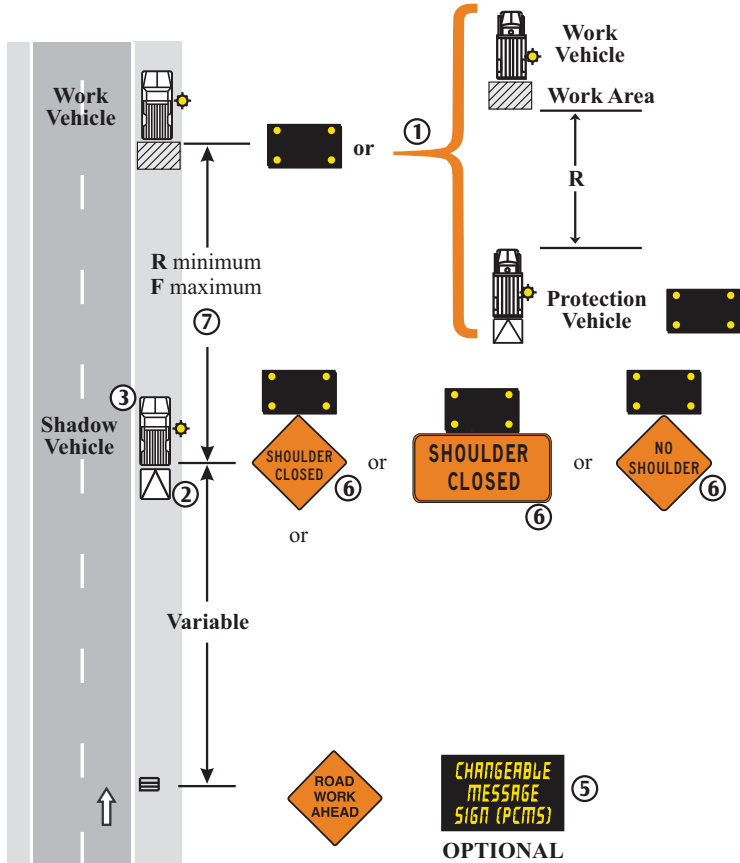 Work
Vehicle
or
①
Work
Vehicle
Work Area
R
Protection
Vehicle
R minimum
F maximum
⑦
③
Shadow
Vehicle
②
SHOULDER
CLOSED
⑥
or
SHOULDER
CLOSED
⑥
or
NO
SHOULDER
⑥
or
Variable
ROAD
WORK
AHEAD
CHANGEABLE
MESSAGE
SIGN (PCMS)
⑤
OPTIONAL